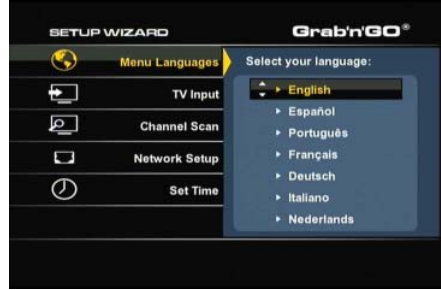 SETUP WIZARD
Grab'n'GO®
Menu Languages
TV Input
Channel Scan
Network Setup
Set Time
Select your language:
English
Español
Português
Français
Deutsch
Italiano
Nederlands